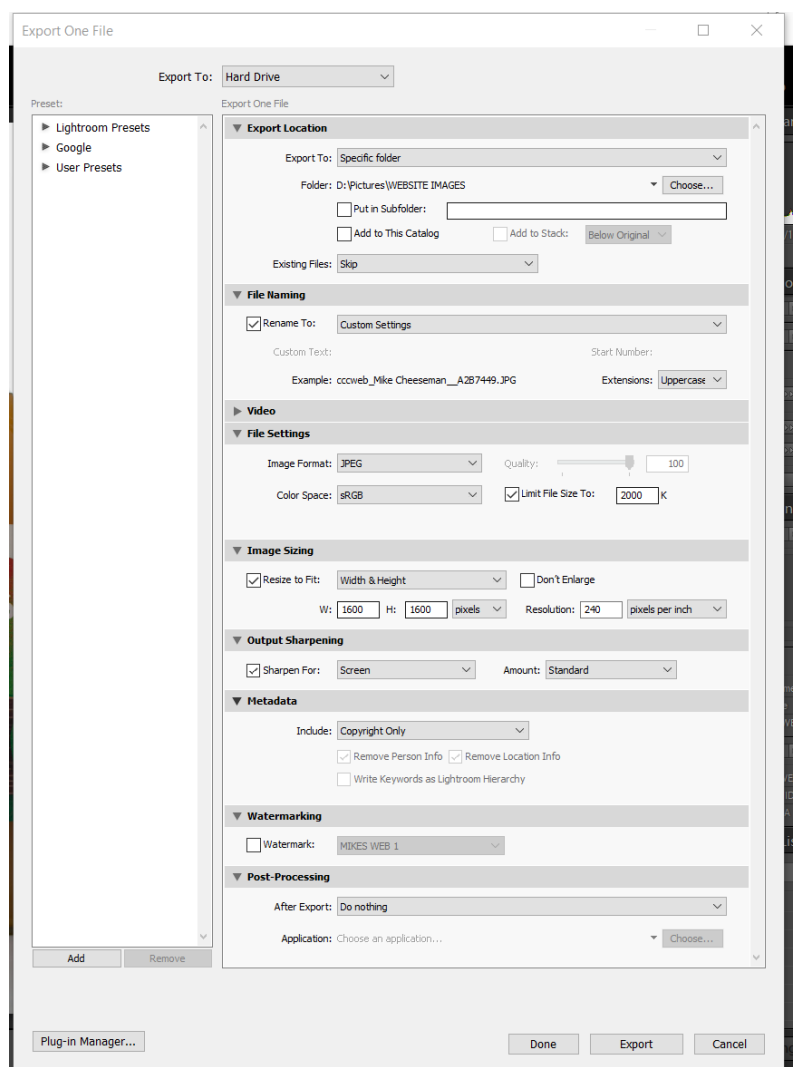 Export One File
Export To: Hard Drive
Preset:
Export One File
Lightroom Presets
Google
User Presets
Export Location
Export To: Specific folder
Folder: D:\Pictures\WEBSITE IMAGES Choose...
Put in Subfolder:
Add to This Catalog Add to Stack: Below Original
Existing Files: Skip
File Naming
Rename To: Custom Settings
Custom Text: Start Number:
Example: cccweb_Mike Cheeseman__A2B7449.JPG Extensions: Uppercase
Video
File Settings
Image Format: JPEG Quality: 100
Color Space: sRGB Limit File Size To: 2000 K
Image Sizing
Resize to Fit: Width & Height Don't Enlarge
W: 1600 H: 1600 pixels Resolution: 240 pixels per inch
Output Sharpening
Sharpen For: Screen Amount: Standard
Metadata
Include: Copyright Only
Remove Person Info Remove Location Info
Write Keywords as Lightroom Hierarchy
Watermarking
Watermark: MIKES WEB 1
Post-Processing
After Export: Do nothing
Application: Choose an application... Choose...
Add Remove
Plug-in Manager... Done Export Cancel